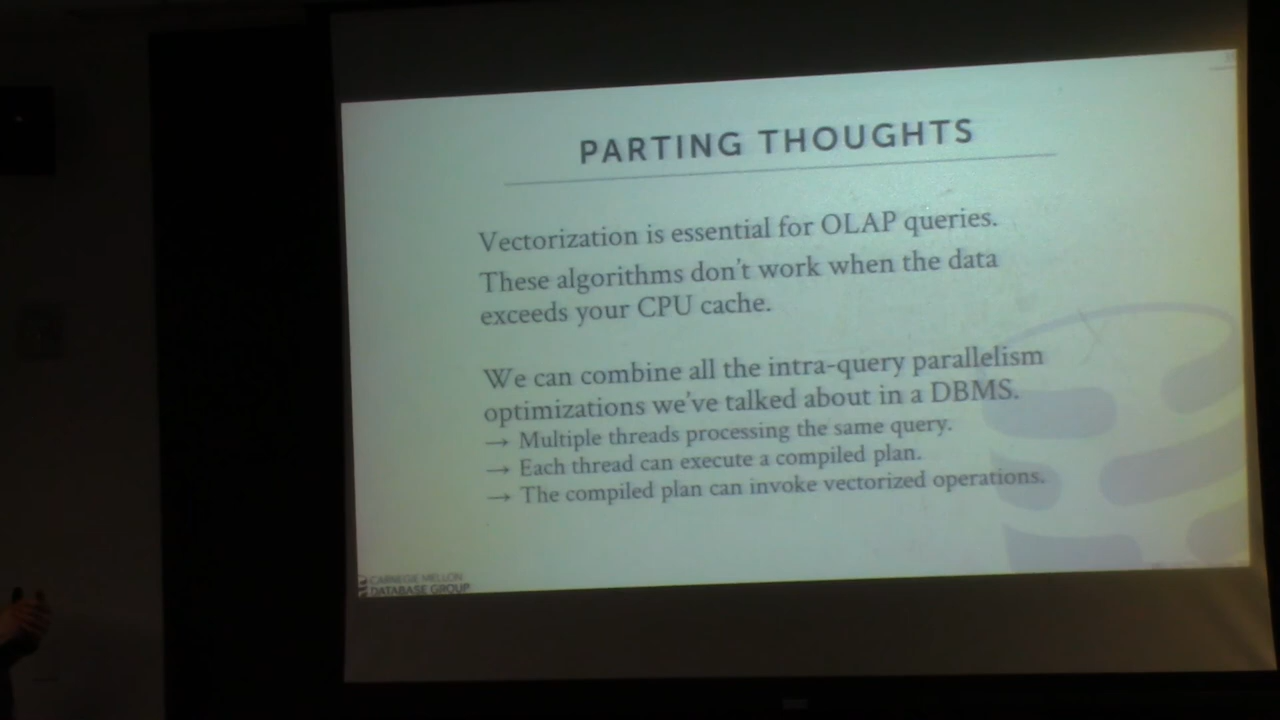 PARTING THOUGHTS
Vectorization is essential for OLAP queries.
These algorithms don't work when the data
exceeds your CPU cache.
We can combine all the intra-query parallelism
optimizations we've talked about in a DBMS.
→ Multiple threads processing the same query.
→ Each thread can execute a compiled plan.
→ The compiled plan can invoke vectorized operations.
CARNEGIE MELLON
DATABASE GROUP